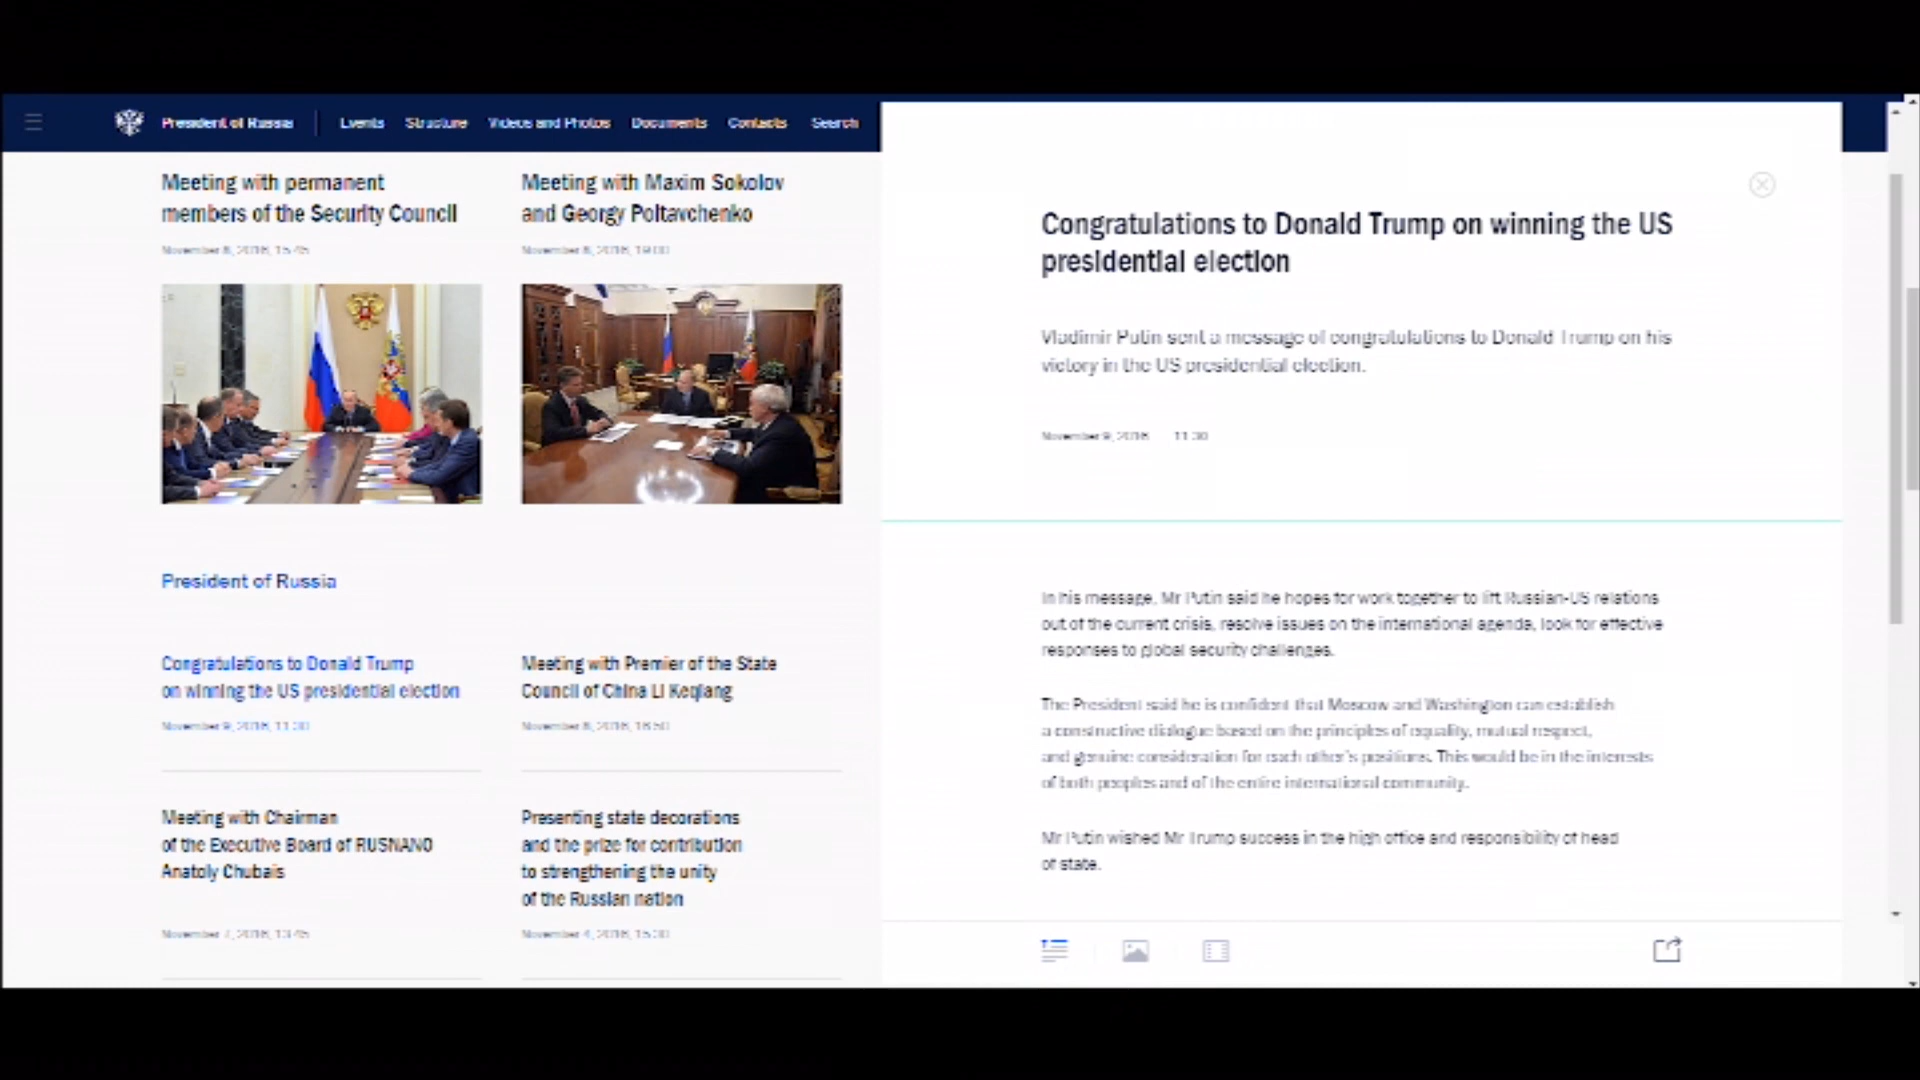 President of Russia
Events
Structure
Videos and Photos
Documents
Contacts
Search
Meeting with permanent
members of the Security Council
November 8, 2016, 15:45
Meeting with Maxim Sokolov
and Georgy Poltavchenko
November 8, 2016, 19:00
President of Russia
Congratulations to Donald Trump
on winning the US presidential election
November 9, 2016, 11:30
Meeting with Premier of the State
Council of China Li Keqiang
November 8, 2016, 16:50
Meeting with Chairman
of the Executive Board of RUSNANO
Anatoly Chubais
November 7, 2016, 13:45
Presenting state decorations
and the prize for contribution
to strengthening the unity
of the Russian nation
November 4, 2016, 15:30
Congratulations to Donald Trump on winning the US
presidential election
Vladimir Putin sent a message of congratulations to Donald Trump on his
victory in the US presidential election.
November 9, 2016
11:30
In his message, Mr Putin said he hopes for work together to lift Russian-US relations
out of the current crisis, resolve issues on the international agenda, look for effective
responses to global security challenges.
The President said he is confident that Moscow and Washington can establish
a constructive dialogue based on the principles of equality, mutual respect,
and genuine consideration for each other's positions. This would be in the interests
of both peoples and of the entire international community.
Mr Putin wished Mr Trump success in the high office and responsibility of head
of state.